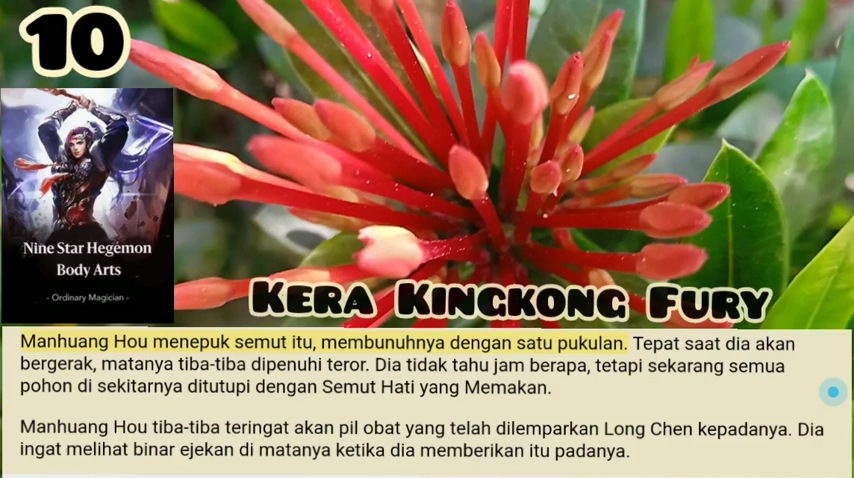 10
Nine Star Hegemon
Body Arts
- Ordinary Magician -
KERA KINGKONG FURY
Manhuang Hou menepuk semut itu, membunuhnya dengan satu pukulan. Tepat saat dia akan
bergerak, matanya tiba-tiba dipenuhi teror. Dia tidak tahu jam berapa, tetapi sekarang semua
pohon di sekitarnya ditutupi dengan Semut Hati yang Memakan.
Manhuang Hou tiba-tiba teringat akan pil obat yang telah dilemparkan Long Chen kepadanya. Dia
ingat melihat binar ejekan di matanya ketika dia memberikan itu padanya.